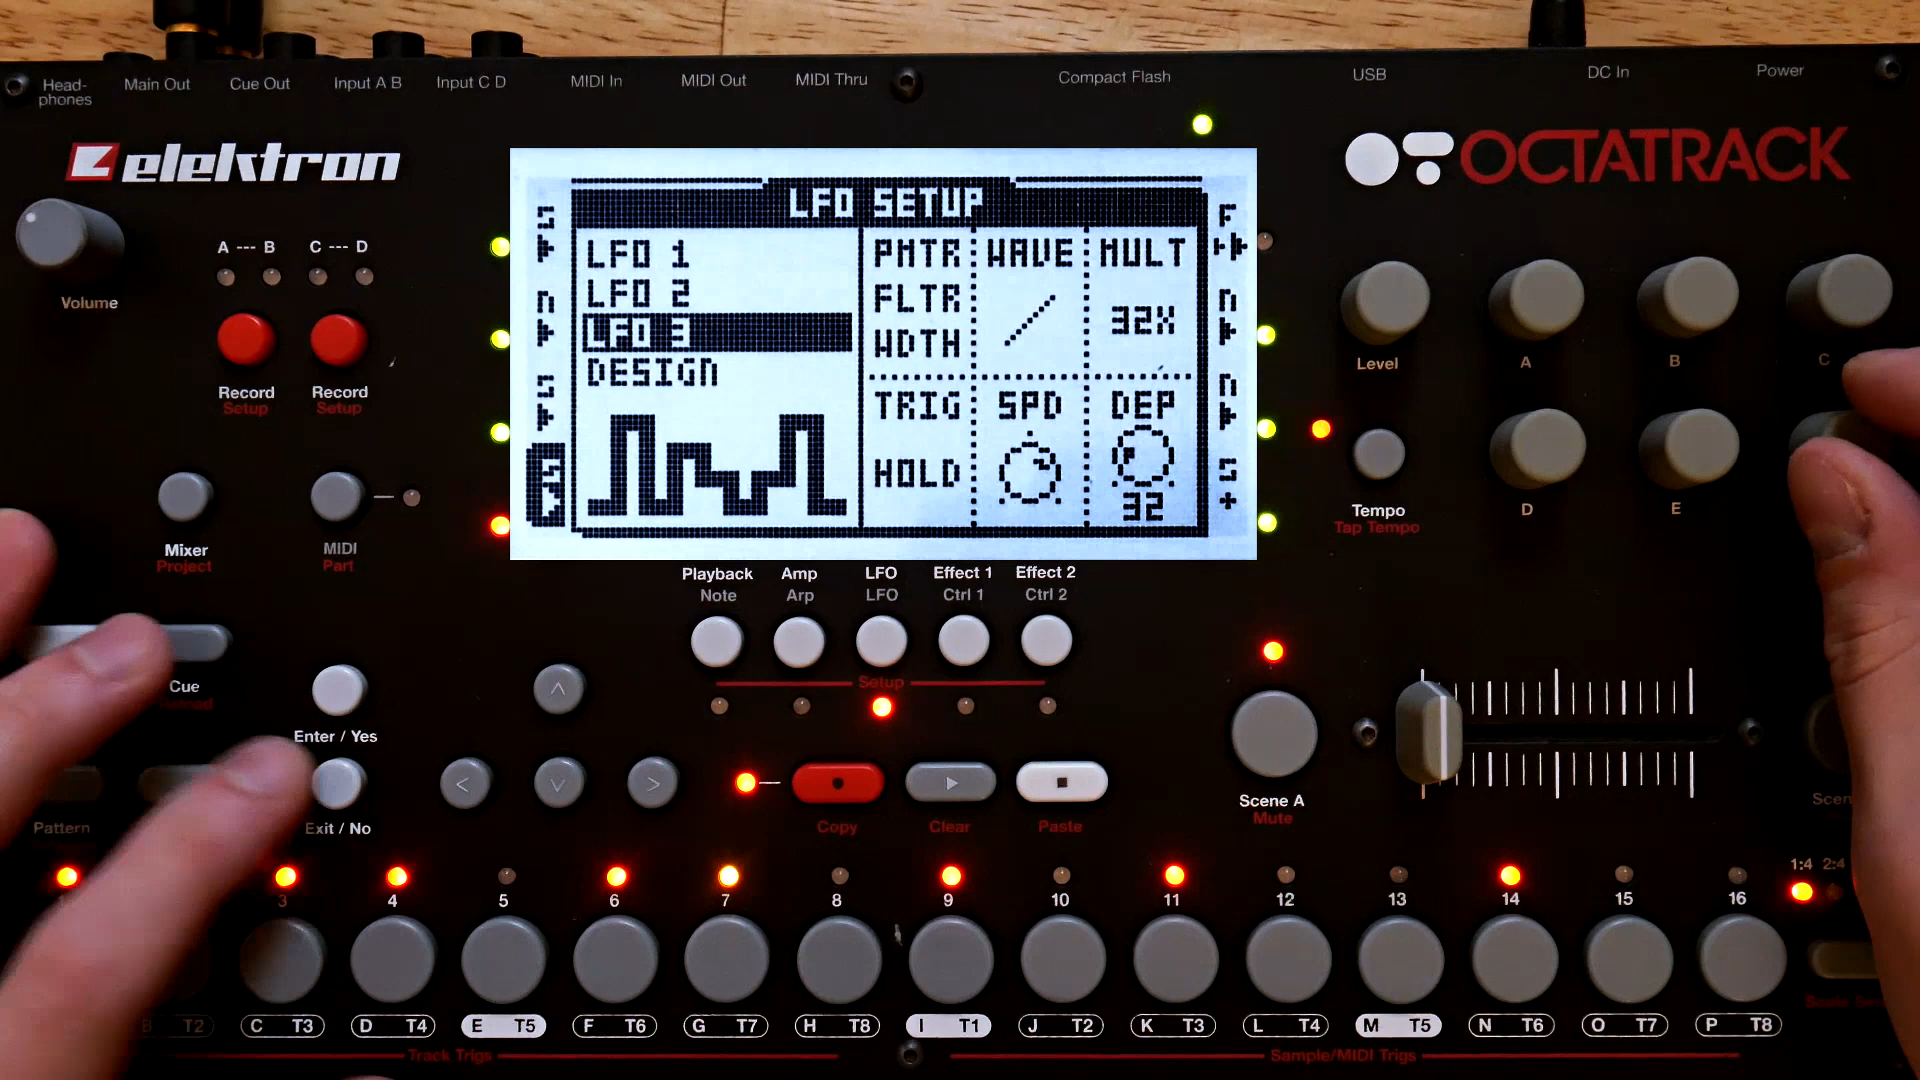 Head-
phones
Main Out
Cue Out
Input A B
Input C D
MIDI In
MIDI Out
MIDI Thru
Compact Flash
USB
DC In
Power
elektron
OCTATRACK
Volume
A --- B
C --- D
Record
Setup
Record
Setup
LFO SETUP
LFO 1
LFO 2
LFO 3
DESIGN
PMTR
WAVE
MULT
FLTR
WDTH
32X
TRIG
SPD
DEP
HOLD
32
Level
A
B
C
D
E
Tempo
Tap Tempo
Mixer
Project
MIDI
Part
Playback
Note
Amp
Arp
LFO
LFO
Effect 1
Ctrl 1
Effect 2
Ctrl 2
Setup
Cue
Enter / Yes
Exit / No
Pattern
Copy
Clear
Paste
Scene A
Mute
1:4 2:4
3 4 5 6 7 8 9 10 11 12 13 14 15 16
B T2
C T3
D T4
E T5
F T6
G T7
H T8
I T1
J T2
K T3
L T4
M T5
N T6
O T7
P T8
Track Trigs
Sample/MIDI Trigs